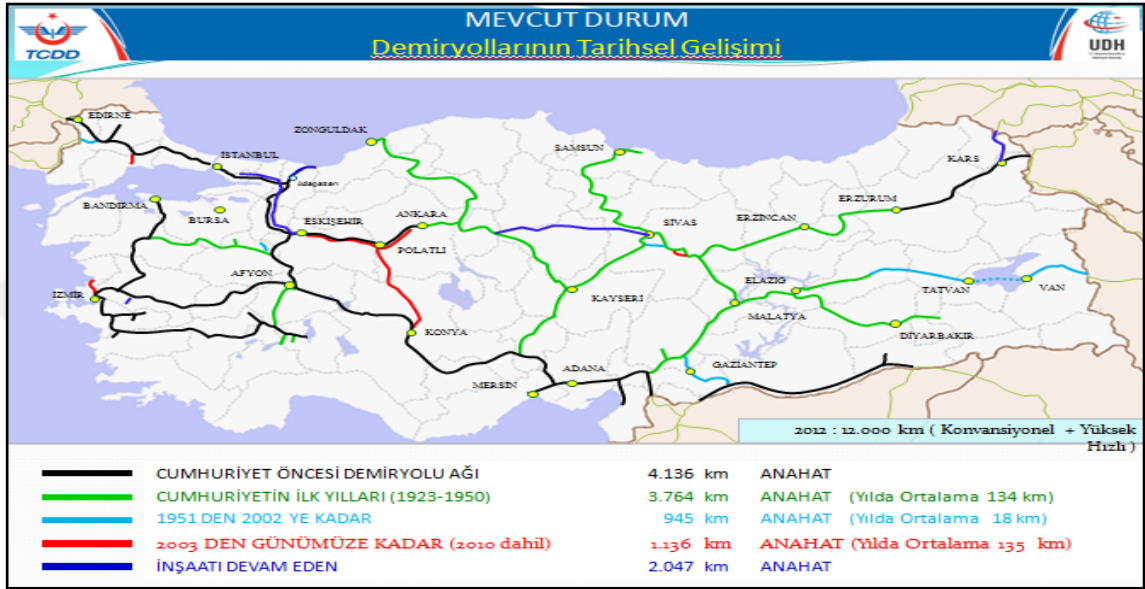 MEVCUT DURUM
Demiryollarının Tarihsel Gelişimi
TCDD
UDH
EDİRNE
ZONGULDAK
SAMSUN
İSTANBUL
KARS
Adapazarı
BANDIRMA
BURSA
ESKİŞEHİR
ANKARA
SİVAS
ERZİNCAN
ERZURUM
POLATLI
AFYON
ELAZIG
İZMİR
KAYSERİ
TATVAN
VAN
MALATYA
KONYA
DİYARBAKIR
GAZİANTEP
ADANA
MERSİN
2012 : 12.000 km ( Konvansiyonel + Yüksek
Hızlı )
CUMHURİYET ÖNCESİ DEMİRYOLU AĞI 4.136 km ANAHAT
CUMHURİYETİN İLK YILLARI (1923-1950) 3.764 km ANAHAT (Yılda Ortalama 134 km)
1951 DEN 2002 YE KADAR 945 km ANAHAT (Yılda Ortalama 18 km)
2003 DEN GÜNÜMÜZE KADAR (2010 dahil) 1.136 km ANAHAT (Yılda Ortalama 135 km)
İNŞAATI DEVAM EDEN 2.047 km ANAHAT